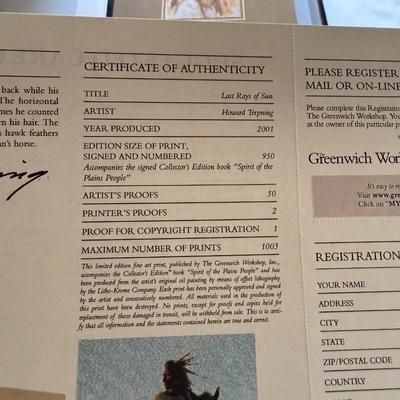 back while his
The horizontal
mes he counted
n his hair. The
s hawk feathers
n's horse.
CERTIFICATE OF AUTHENTICITY
TITLE Last Rays of Sun
ARTIST Howard Terpning
YEAR PRODUCED 2001
EDITION SIZE OF PRINT,
SIGNED AND NUMBERED 950
Accompanies the signed Collector's Edition book "Spirit of the
Plains People"
ARTIST'S PROOFS 50
PRINTER'S PROOFS 2
PROOF FOR COPYRIGHT REGISTRATION 1
MAXIMUM NUMBER OF PRINTS 1003
This limited edition fine art print, published by The Greenwich Workshop, Inc.,
accompanies the Collector's Edition book "Spirit of the Plains People" and has
been produced from the artist's original oil painting by means of offset lithography
by the Litho-Krome Company. Each print has been personally approved and signed
by the artist and consecutively numbered. All materials used in the production of
this print have been destroyed. No prints, except for proofs and copies held for
replacement of those damaged in transit, will be withheld from sale. This is to certi-
fy that all information and the statements contained herein are true and correct.
PLEASE REGISTER
MAIL OR ON-LINE
Please complete this Registration
The Greenwich Workshop. You
as the owner of this particular p
The Greenwich Work
It's easy to re
Visit www.gre
Click on "MY
REGISTRATION
YOUR NAME
ADDRESS
CITY
STATE
ZIP/POSTAL CODE
COUNTRY